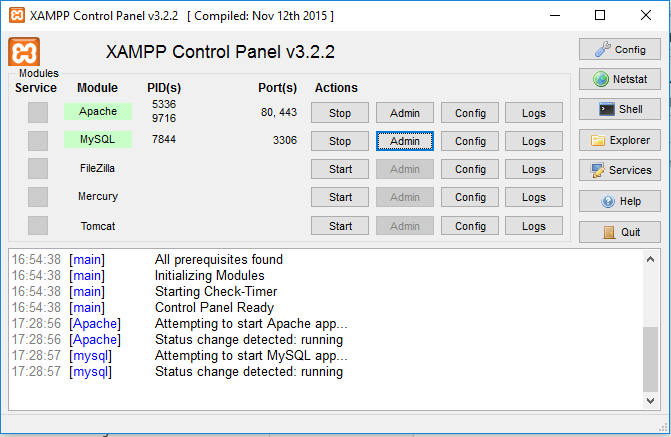 XAMPP Control Panel v3.2.2 [ Compiled: Nov 12th 2015 ]
XAMPP Control Panel v3.2.2
Config
Modules
Service Module PID(s) Port(s) Actions
Netstat
Apache 5336 9716 80, 443 Stop Admin Config Logs
Shell
MySQL 7844 3306 Stop Admin Config Logs
Explorer
FileZilla Start Admin Config Logs
Services
Mercury Start Admin Config Logs
Help
Tomcat Start Admin Config Logs
Quit
16:54:38 [main] All prerequisites found
16:54:38 [main] Initializing Modules
16:54:38 [main] Starting Check-Timer
16:54:38 [main] Control Panel Ready
17:28:56 [Apache] Attempting to start Apache app...
17:28:56 [Apache] Status change detected: running
17:28:57 [mysql] Attempting to start MySQL app...
17:28:57 [mysql] Status change detected: running